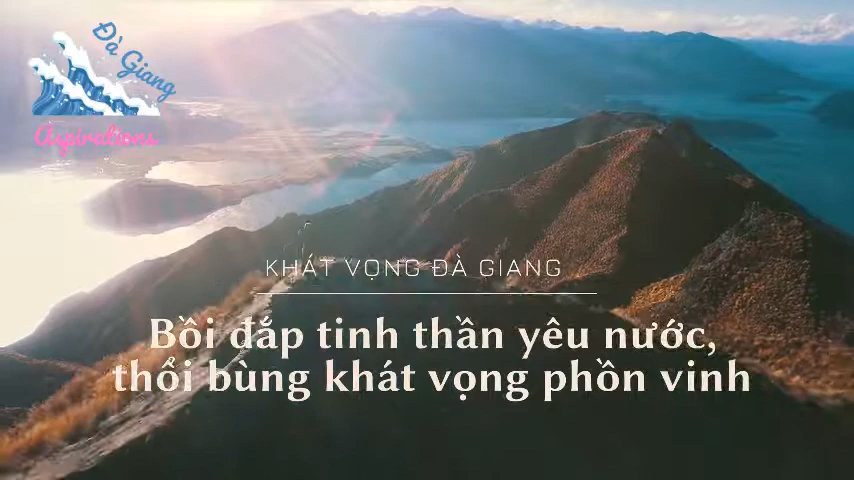 Đà Giang
Aspirations
KHÁT VỌNG ĐÀ GIANG
Bồi đắp tinh thần yêu nước,
thổi bùng khát vọng phồn vinh